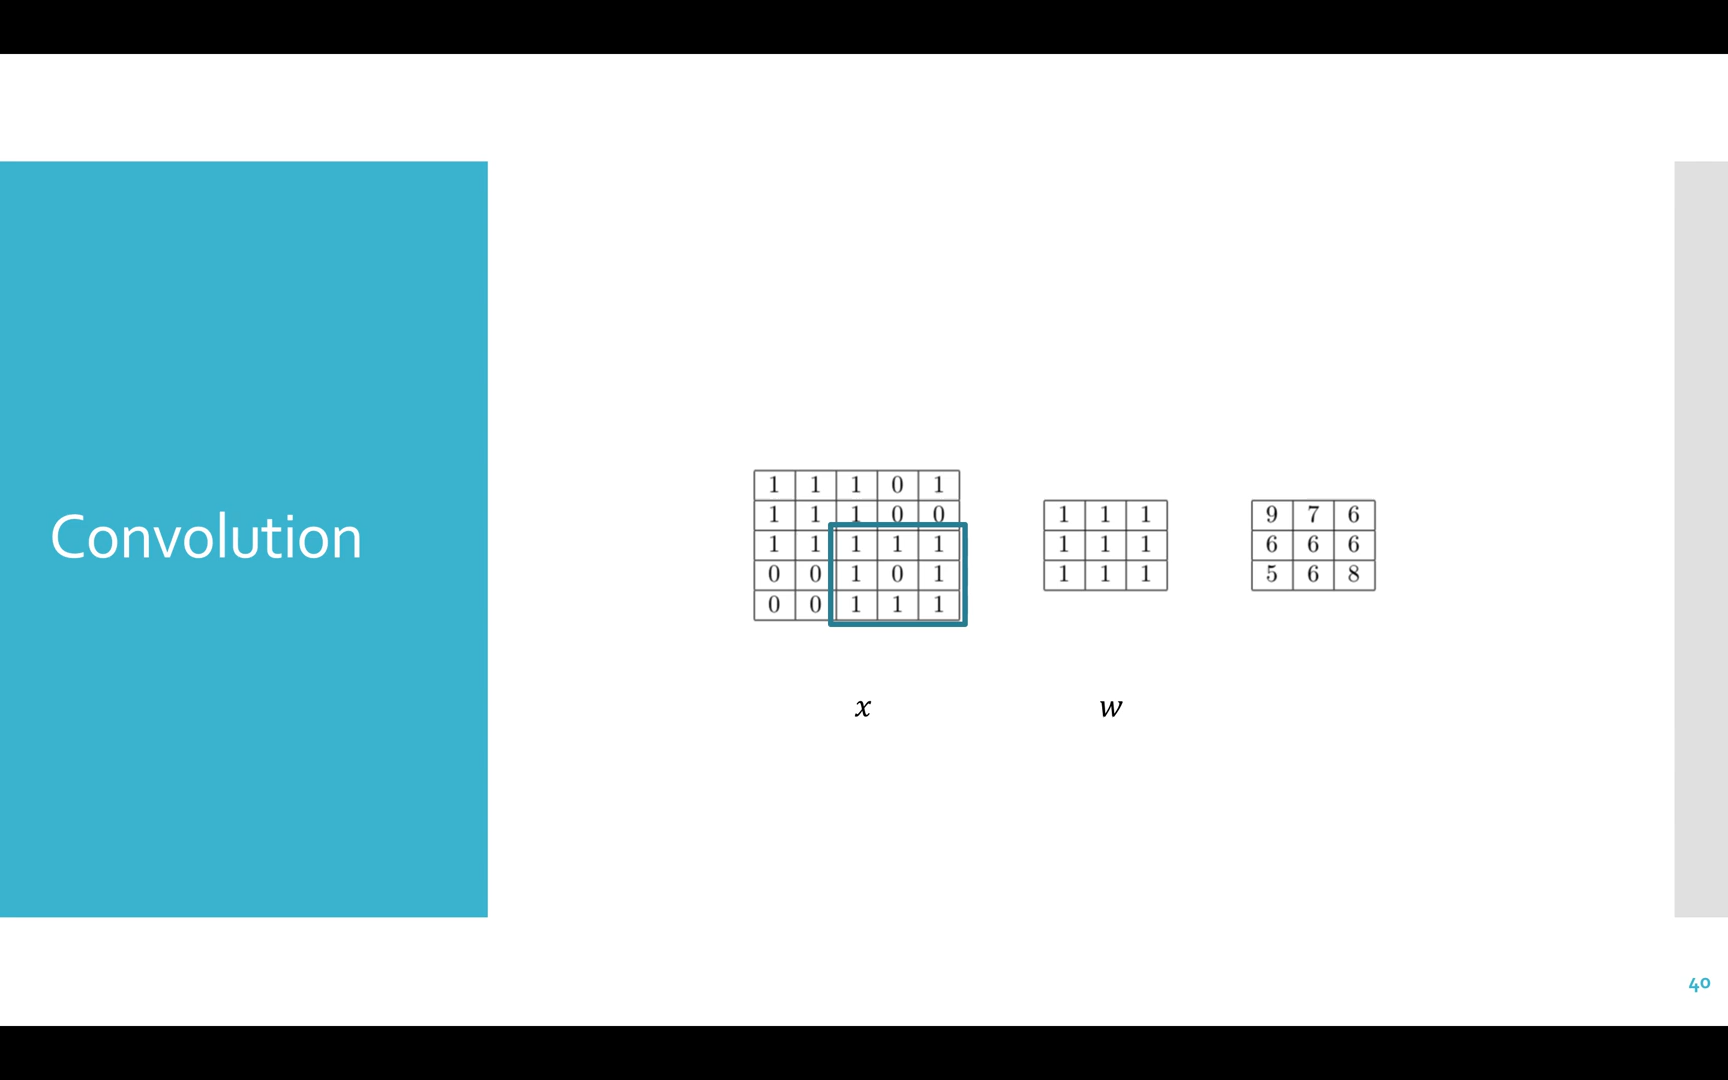 Convolution
1 1 1 0 1
1 1 1 0 0
1 1 1 1 1
0 0 1 0 1
0 0 1 1 1
x
1 1 1
1 1 1
1 1 1
w
9 7 6
6 6 6
5 6 8
40